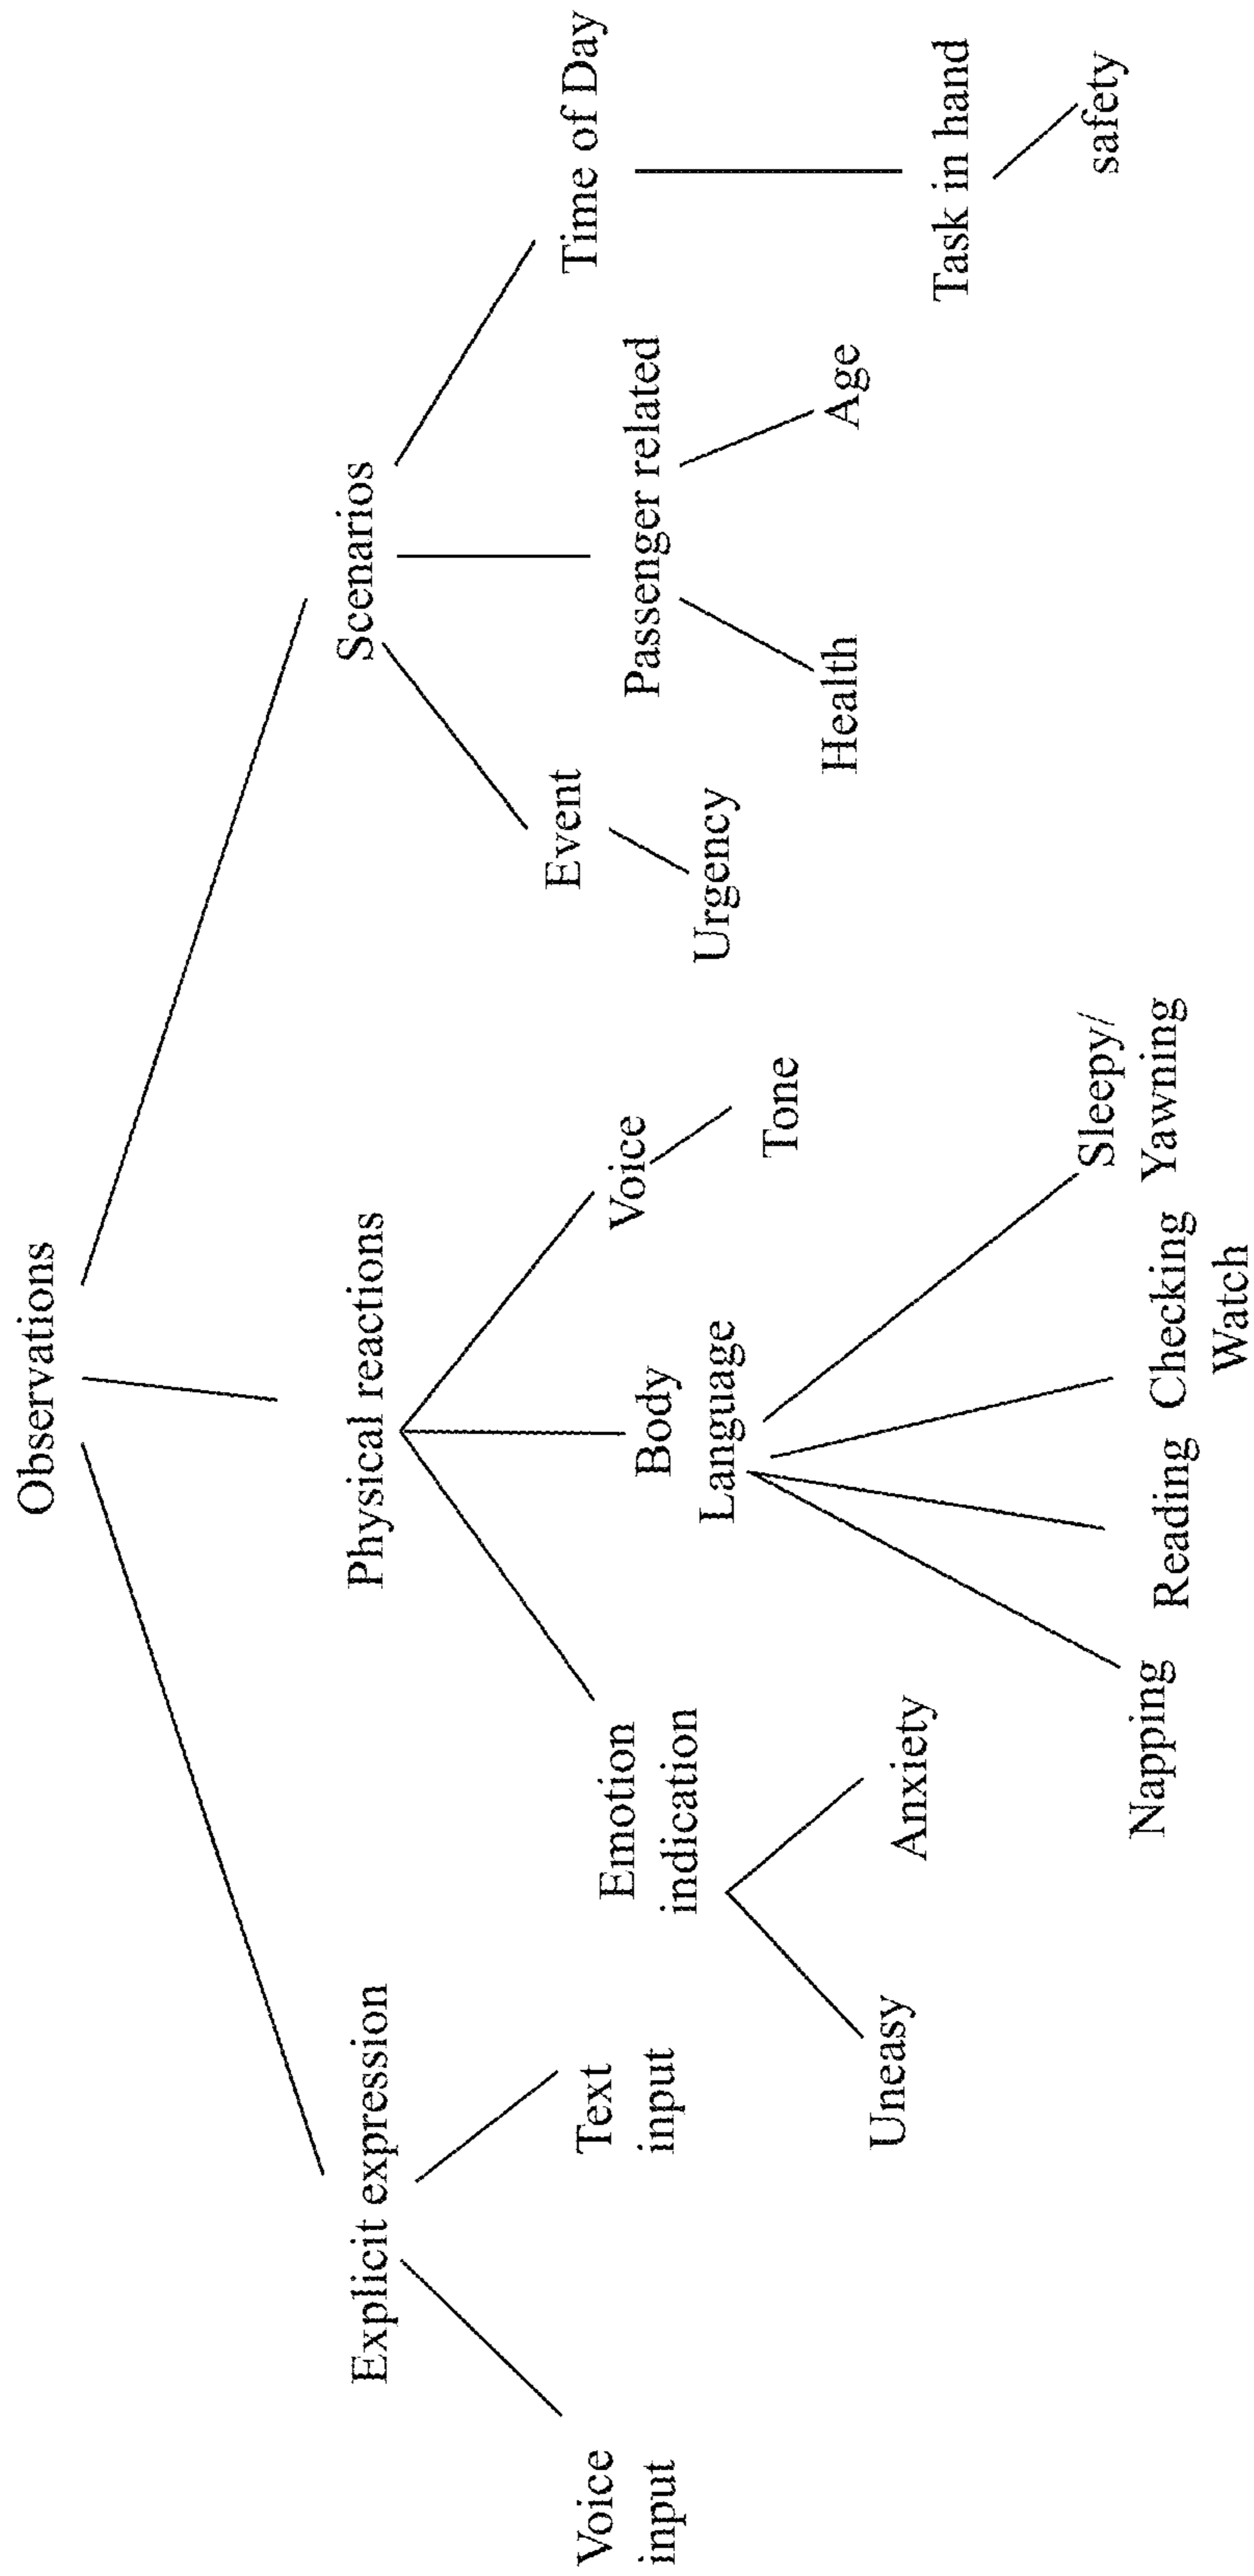 Observations
Explicit expression
Physical reactions
Scenarios
Voice
input
Text
input
Emotion
indication
Body
Language
Voice
Event
Passenger related
Time of Day
Uneasy
Anxiety
Tone
Urgency
Health
Age
Task in hand
Napping
Reading
Checking
Watch
Sleepy/
Yawning
safety